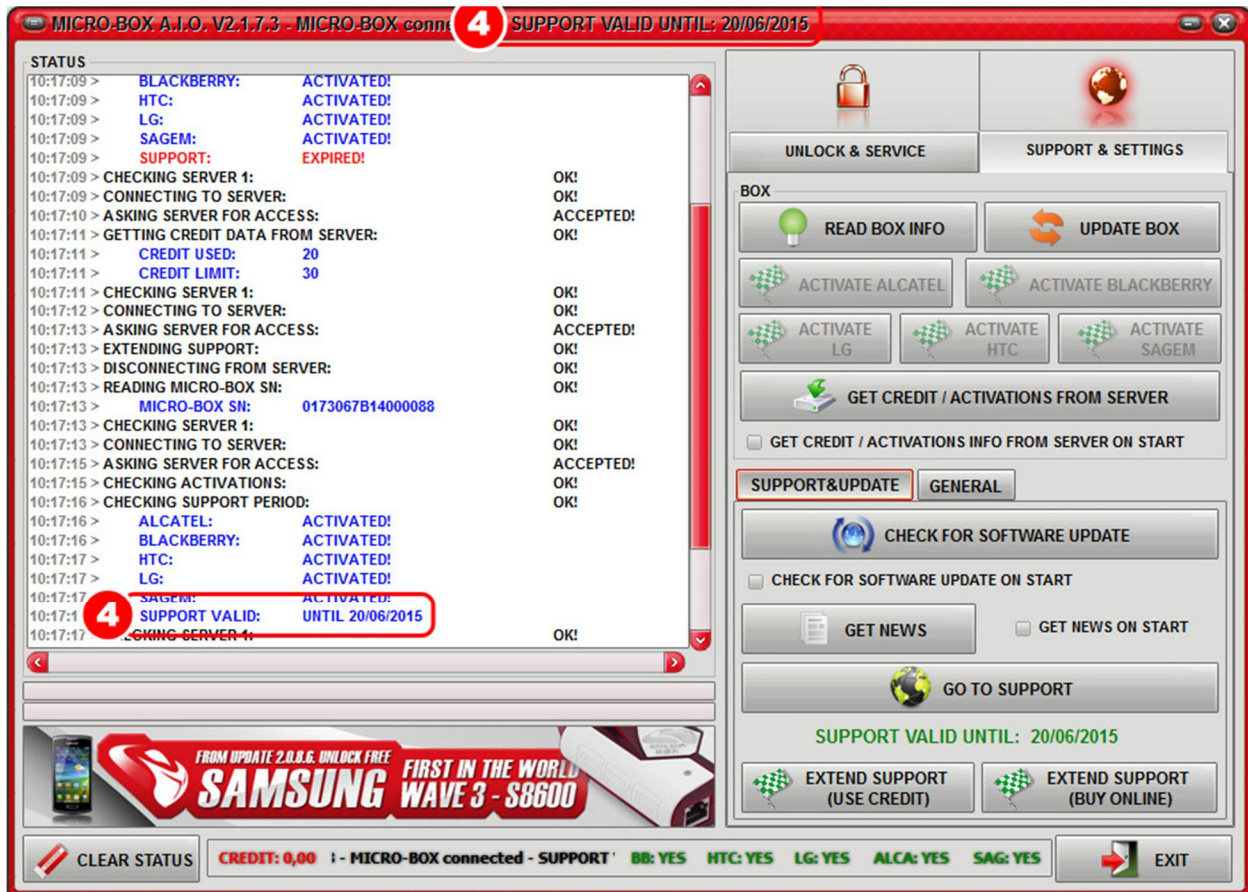 MICRO-BOX A.I.O. V2.1.7.3 - MICRO-BOX conne 4 SUPPORT VALID UNTIL: 20/06/2015
STATUS
10:17:09 > BLACKBERRY: ACTIVATED!
10:17:09 > HTC: ACTIVATED!
10:17:09 > LG: ACTIVATED!
10:17:09 > SAGEM: ACTIVATED!
10:17:09 > SUPPORT: EXPIRED!
10:17:09 > CHECKING SERVER 1: OK!
10:17:09 > CONNECTING TO SERVER: OK!
10:17:10 > ASKING SERVER FOR ACCESS: ACCEPTED!
10:17:11 > GETTING CREDIT DATA FROM SERVER: OK!
10:17:11 > CREDIT USED: 20
10:17:11 > CREDIT LIMIT: 30
10:17:11 > CHECKING SERVER 1: OK!
10:17:12 > CONNECTING TO SERVER: OK!
10:17:13 > ASKING SERVER FOR ACCESS: ACCEPTED!
10:17:13 > EXTENDING SUPPORT: OK!
10:17:13 > DISCONNECTING FROM SERVER: OK!
10:17:13 > READING MICRO-BOX SN: OK!
10:17:13 > MICRO-BOX SN: 0173067B14000088
10:17:13 > CHECKING SERVER 1: OK!
10:17:13 > CONNECTING TO SERVER: OK!
10:17:15 > ASKING SERVER FOR ACCESS: ACCEPTED!
10:17:15 > CHECKING ACTIVATIONS: OK!
10:17:16 > CHECKING SUPPORT PERIOD: OK!
10:17:16 > ALCATEL: ACTIVATED!
10:17:16 > BLACKBERRY: ACTIVATED!
10:17:17 > HTC: ACTIVATED!
10:17:17 > LG: ACTIVATED!
10:17:17 SAGEM: ACTIVATED!
10:17:1 4 SUPPORT VALID: UNTIL 20/06/2015
10:17:17 CKING SERVER 1: OK!
FROM UPDATE 2.0.8.6. UNLOCK FREE
SAMSUNG
FIRST IN THE WORLD
WAVE 3 - S8600
UNLOCK & SERVICE
SUPPORT & SETTINGS
BOX
READ BOX INFO
UPDATE BOX
ACTIVATE ALCATEL
ACTIVATE BLACKBERRY
ACTIVATE LG
ACTIVATE HTC
ACTIVATE SAGEM
GET CREDIT / ACTIVATIONS FROM SERVER
GET CREDIT / ACTIVATIONS INFO FROM SERVER ON START
SUPPORT&UPDATE
GENERAL
CHECK FOR SOFTWARE UPDATE
CHECK FOR SOFTWARE UPDATE ON START
GET NEWS
GET NEWS ON START
GO TO SUPPORT
SUPPORT VALID UNTIL: 20/06/2015
EXTEND SUPPORT
(USE CREDIT)
EXTEND SUPPORT
(BUY ONLINE)
CLEAR STATUS
CREDIT: 0,00 - MICRO-BOX connected - SUPPORT BB: YES HTC: YES LG: YES ALCA: YES SAG: YES
EXIT